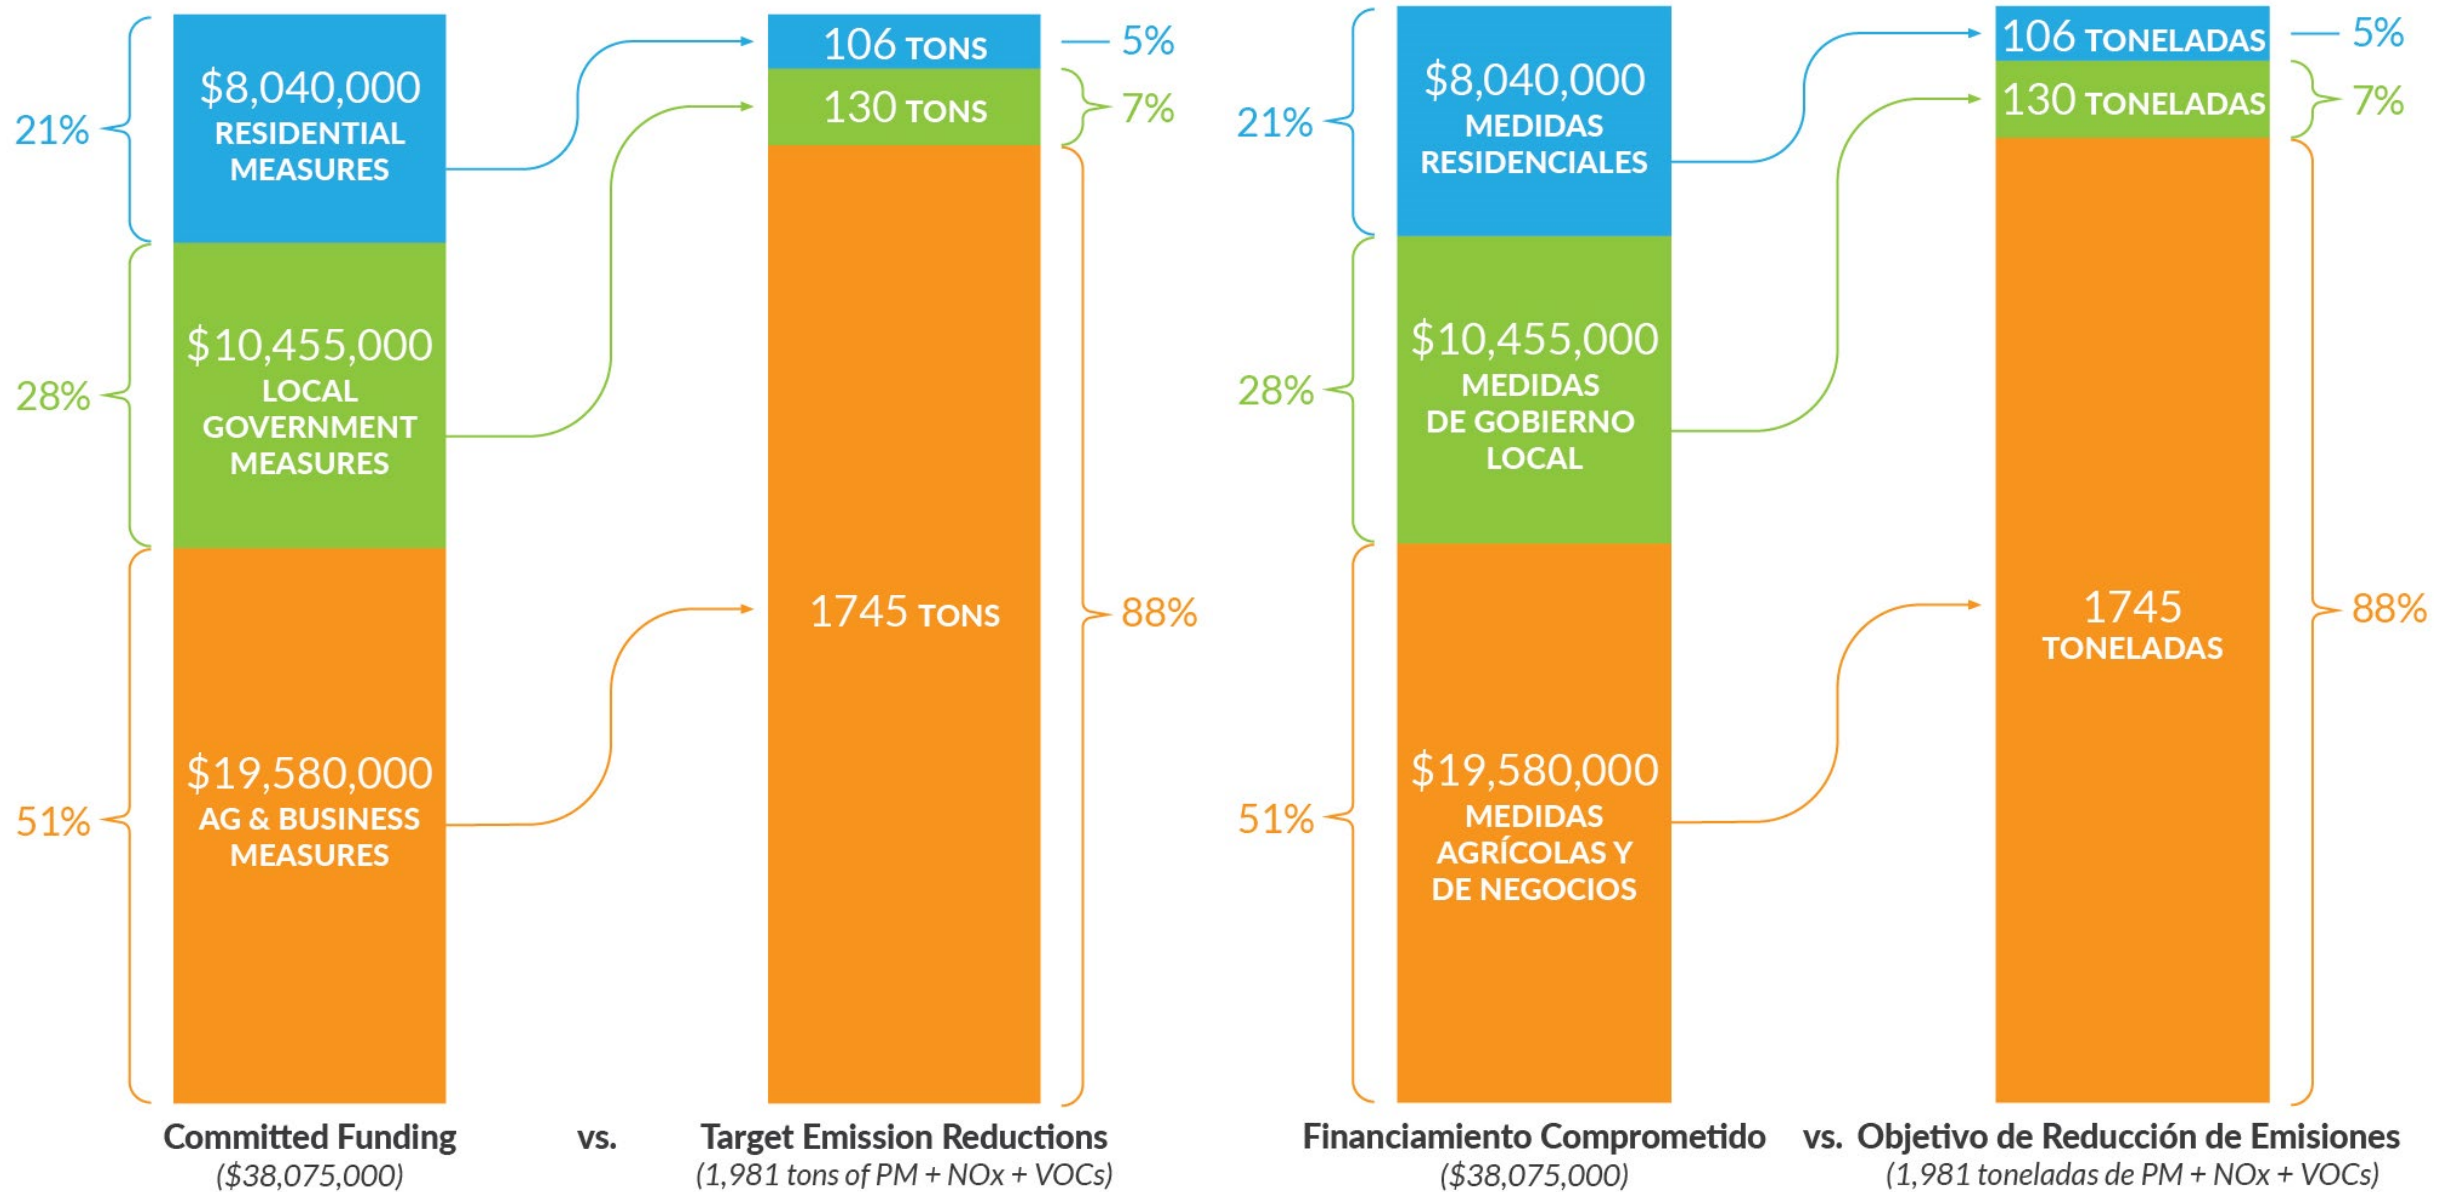 21%
$8,040,000
RESIDENTIAL
MEASURES
28%
$10,455,000
LOCAL
GOVERNMENT
MEASURES
51%
$19,580,000
AG & BUSINESS
MEASURES
106 TONS
5%
130 TONS
7%
1745 TONS
88%
Committed Funding
($38,075,000)
vs.
Target Emission Reductions
(1,981 tons of PM + NOx + VOCs)
21%
$8,040,000
MEDIDAS
RESIDENCIALES
28%
$10,455,000
MEDIDAS
DE GOBIERNO
LOCAL
51%
$19,580,000
MEDIDAS
AGRÍCOLAS Y
DE NEGOCIOS
106 TONELADAS
5%
130 TONELADAS
7%
1745
TONELADAS
88%
Financiamiento Comprometido
($38,075,000)
vs.
Objetivo de Reducción de Emisiones
(1,981 toneladas de PM + NOx + VOCs)